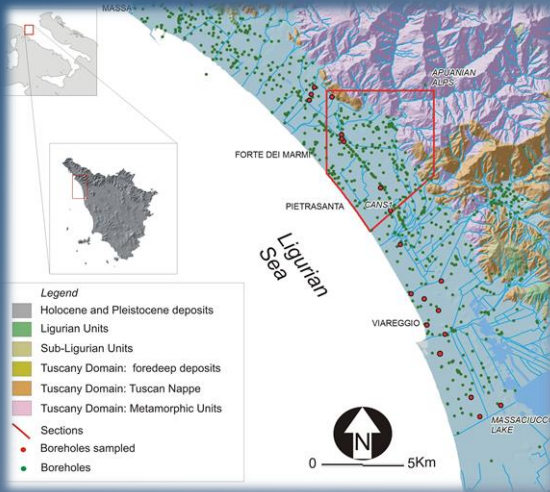 MASSA
APUANIAN
ALPS
FORTE DEI MARMI
PIETRASANTA
CANS1
Ligurian
Sea
VIAREGGIO
MASSACIUCCO
LAKE
Legend
Holocene and Pleistocene deposits
Ligurian Units
Sub-Ligurian Units
Tuscany Domain: foredeep deposits
Tuscany Domain: Tuscan Nappe
Tuscany Domain: Metamorphic Units
Sections
Boreholes sampled
Boreholes
N
0 5Km